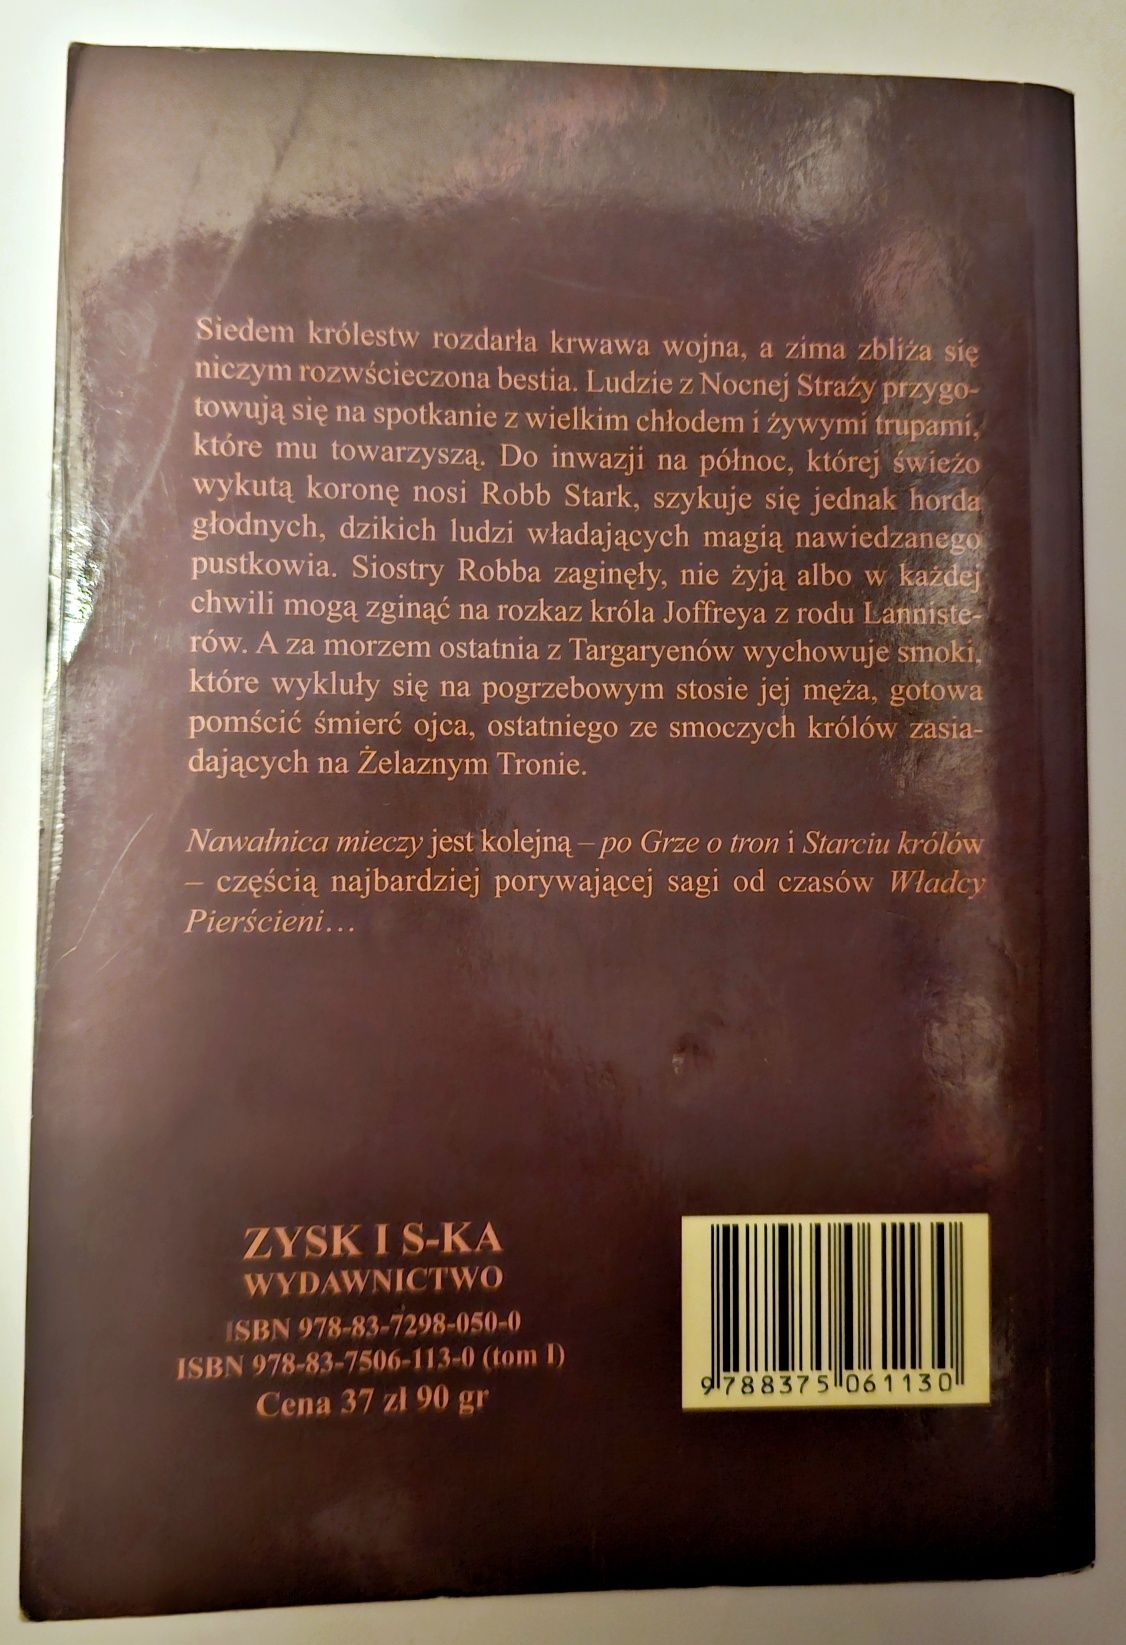 Siedem królestw rozdarła krwawa wojna, a zima zbliża się
niczym rozwścieczona bestia. Ludzie z Nocnej Straży przygo-
towują się na spotkanie z wielkim chłodem i żywymi trupami,
które mu towarzyszą. Do inwazji na północ, której świeżo
wykutą koronę nosi Robb Stark, szykuje się jednak horda
głodnych, dzikich ludzi władających magią nawiedzanego
pustkowia. Siostry Robba zaginęły, nie żyją albo w każdej
chwili mogą zginąć na rozkaz króla Joffreya z rodu Lanniste-
rów. A za morzem ostatnia z Targaryenów wychowuje smoki,
które wykluły się na pogrzebowym stosie jej męża, gotowa
pomścić śmierć ojca, ostatniego ze smoczych królów zasia-
dających na Żelaznym Tronie.
Nawałnica mieczy jest kolejną – po Grze o tron i Starciu królów
– częścią najbardziej porywającej sagi od czasów Władcy
Pierścieni...
ZYSK I S-KA
WYDAWNICTWO
ISBN 978-83-7298-050-0
ISBN 978-83-7506-113-0 (tom I)
Cena 37 zł 90 gr
9 788375 061130